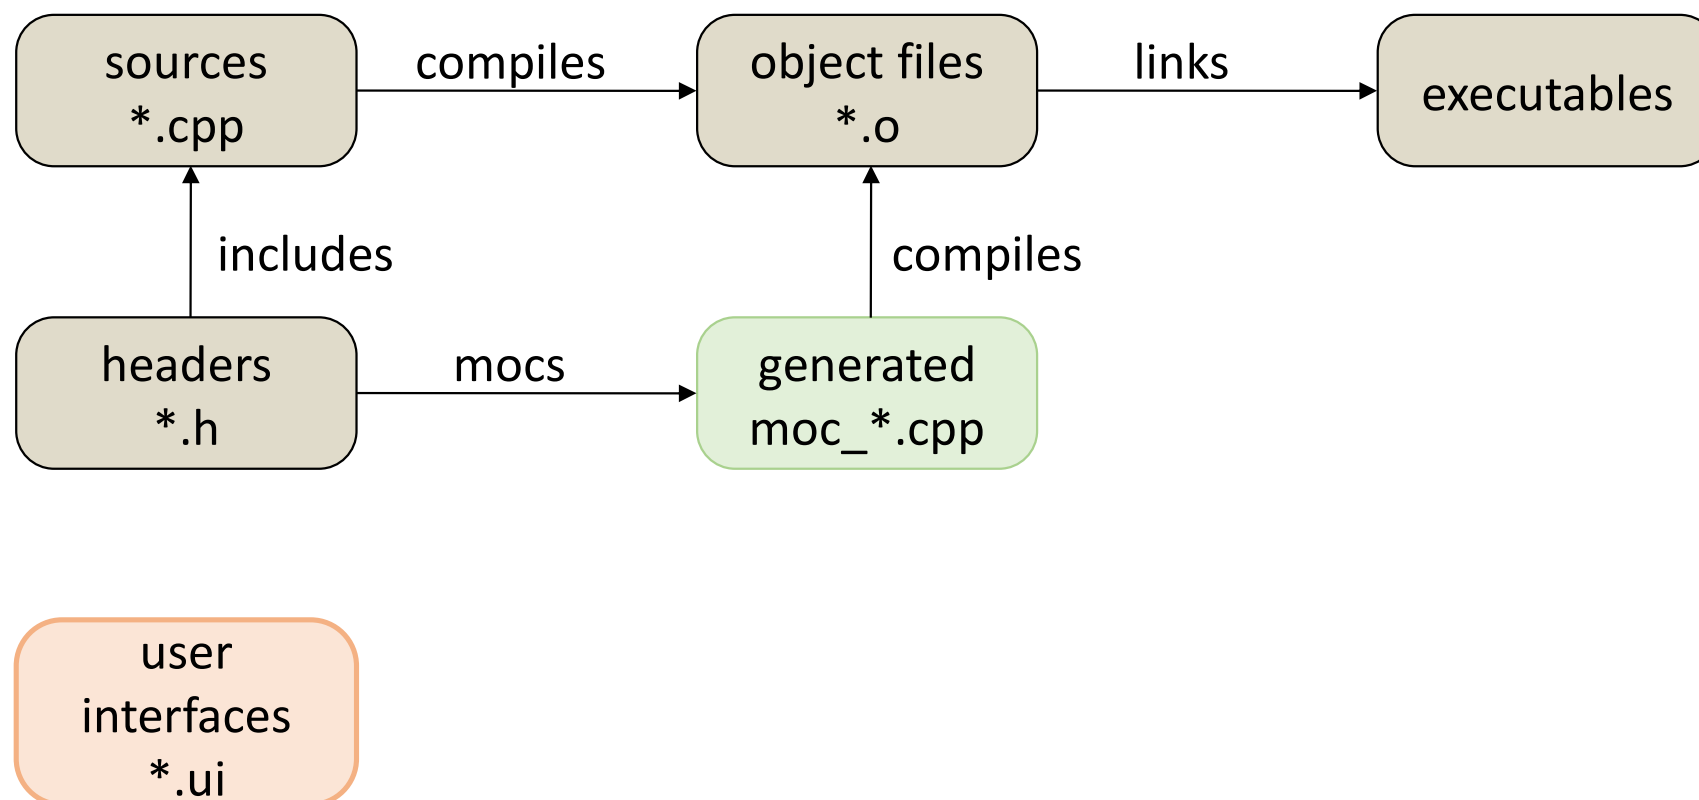 sources
*.cpp
compiles
object files
*.o
links
executables
includes
compiles
headers
*.h
mocs
generated
moc_*.cpp
user
interfaces
*.ui